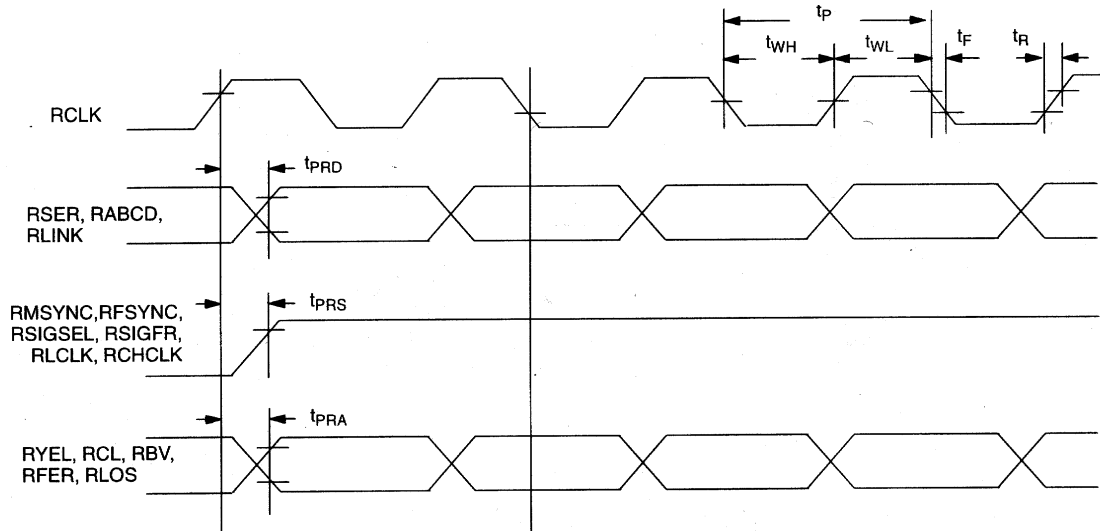 tP
tWH
tWL
tF
tR
RCLK
tPRD
RSER, RABCD,
RLINK
tPRS
RMSYNC,RFSYNC,
RSIGSEL, RSIGFR,
RLCLK, RCHCLK
tPRA
RYEL, RCL, RBV,
RFER, RLOS